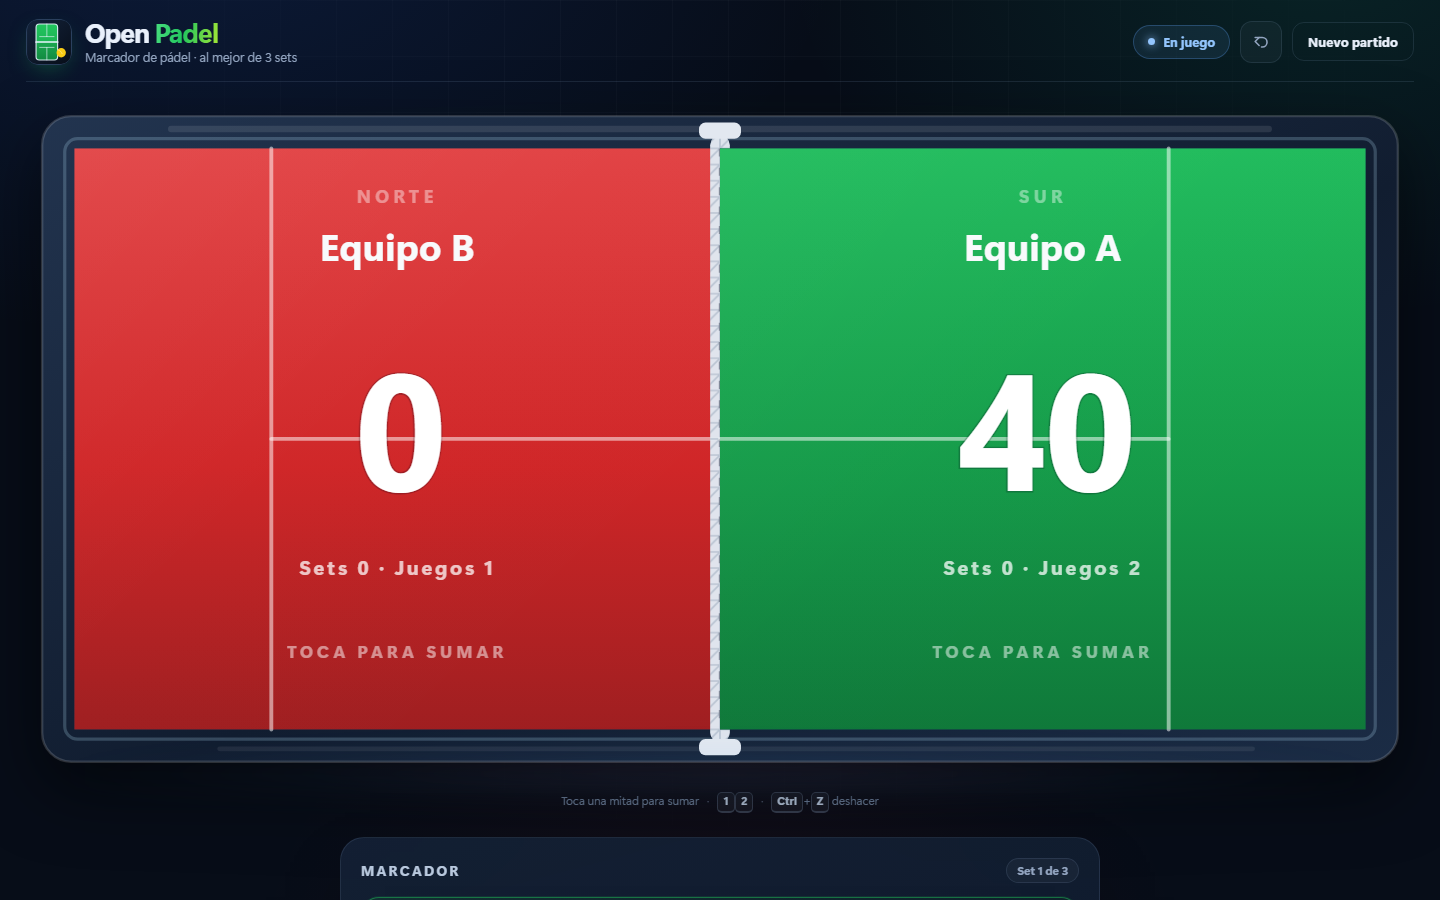 Open Padel
Marcador de pádel · al mejor de 3 sets
En juego
Nuevo partido
NORTE
Equipo B
0
Sets 0 · Juegos 1
TOCA PARA SUMAR
SUR
Equipo A
40
Sets 0 · Juegos 2
TOCA PARA SUMAR
Toca una mitad para sumar · 1 2 · Ctrl + Z deshacer
MARCADOR
Set 1 de 3